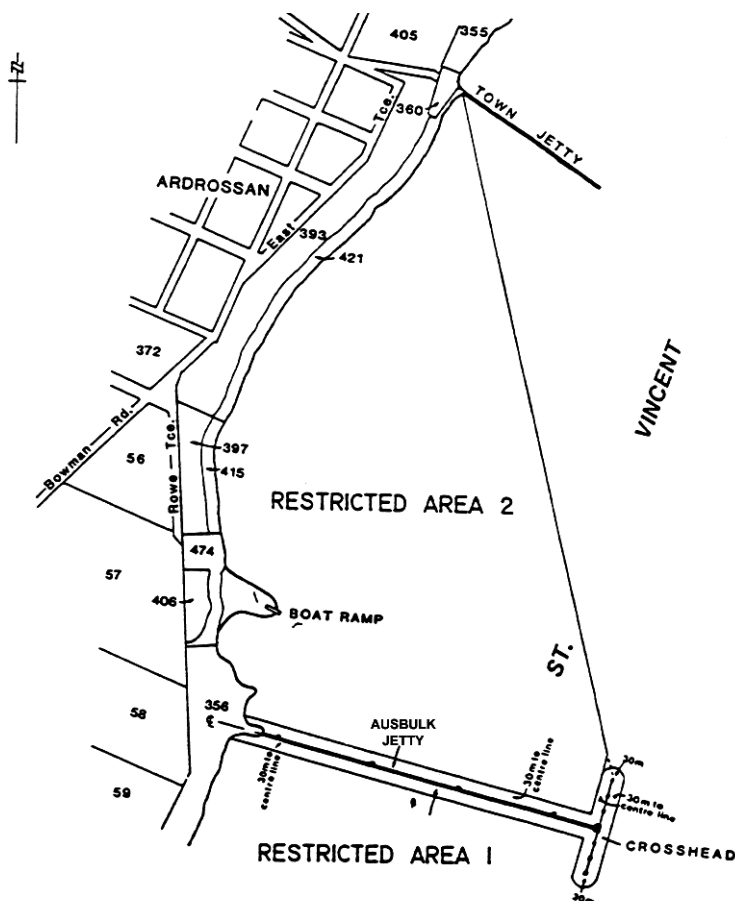 405
355
N
360
Tce.
TOWN JETTY
ARDROSSAN
East
393
421
372
VINCENT
Bowman Rd.
56
Rowe Tce.
397
415
RESTRICTED AREA 2
474
57
406
BOAT RAMP
ST.
356
58
AUSBULK
JETTY
30m to
centre line
30m to
centre line
30m
30m to
centre line
59
CROSSHEAD
RESTRICTED AREA 1
30m